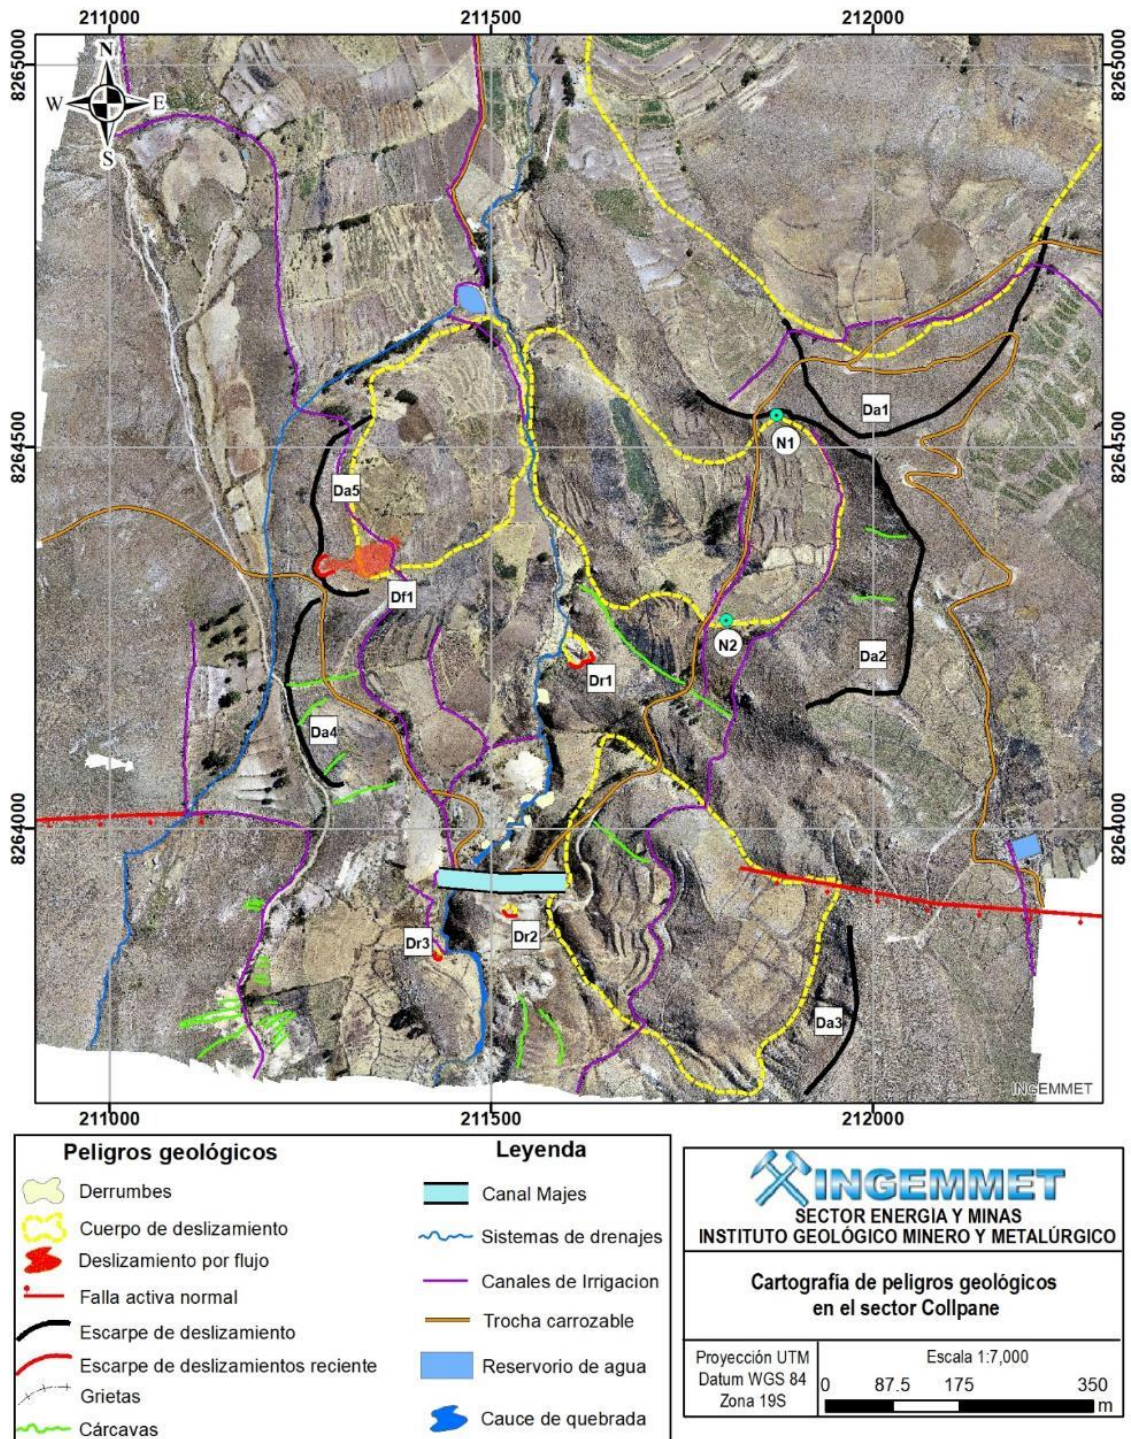 211000 211500 212000
8265000 8265000
N
W E
S
Da1
N1
8264500 8264500
Da5
Df1
N2
Da2
Dr1
Da4
8264000 8264000
Dr3 Dr2
Da3
INGEMMET
211000 211500 212000
Peligros geológicos
Derrumbes
Cuerpo de deslizamiento
Deslizamiento por flujo
Falla activa normal
Escarpe de deslizamiento
Escarpe de deslizamientos reciente
Grietas
Cárcavas
Leyenda
Canal Majes
Sistemas de drenajes
Canales de Irrigacion
Trocha carrozable
Reservorio de agua
Cauce de quebrada
INGEMMET
SECTOR ENERGIA Y MINAS
INSTITUTO GEOLÓGICO MINERO Y METALÚRGICO
Cartografía de peligros geológicos
en el sector Collpane
Proyección UTM
Datum WGS 84
Zona 19S
Escala 1:7,000
0 87.5 175 350
m